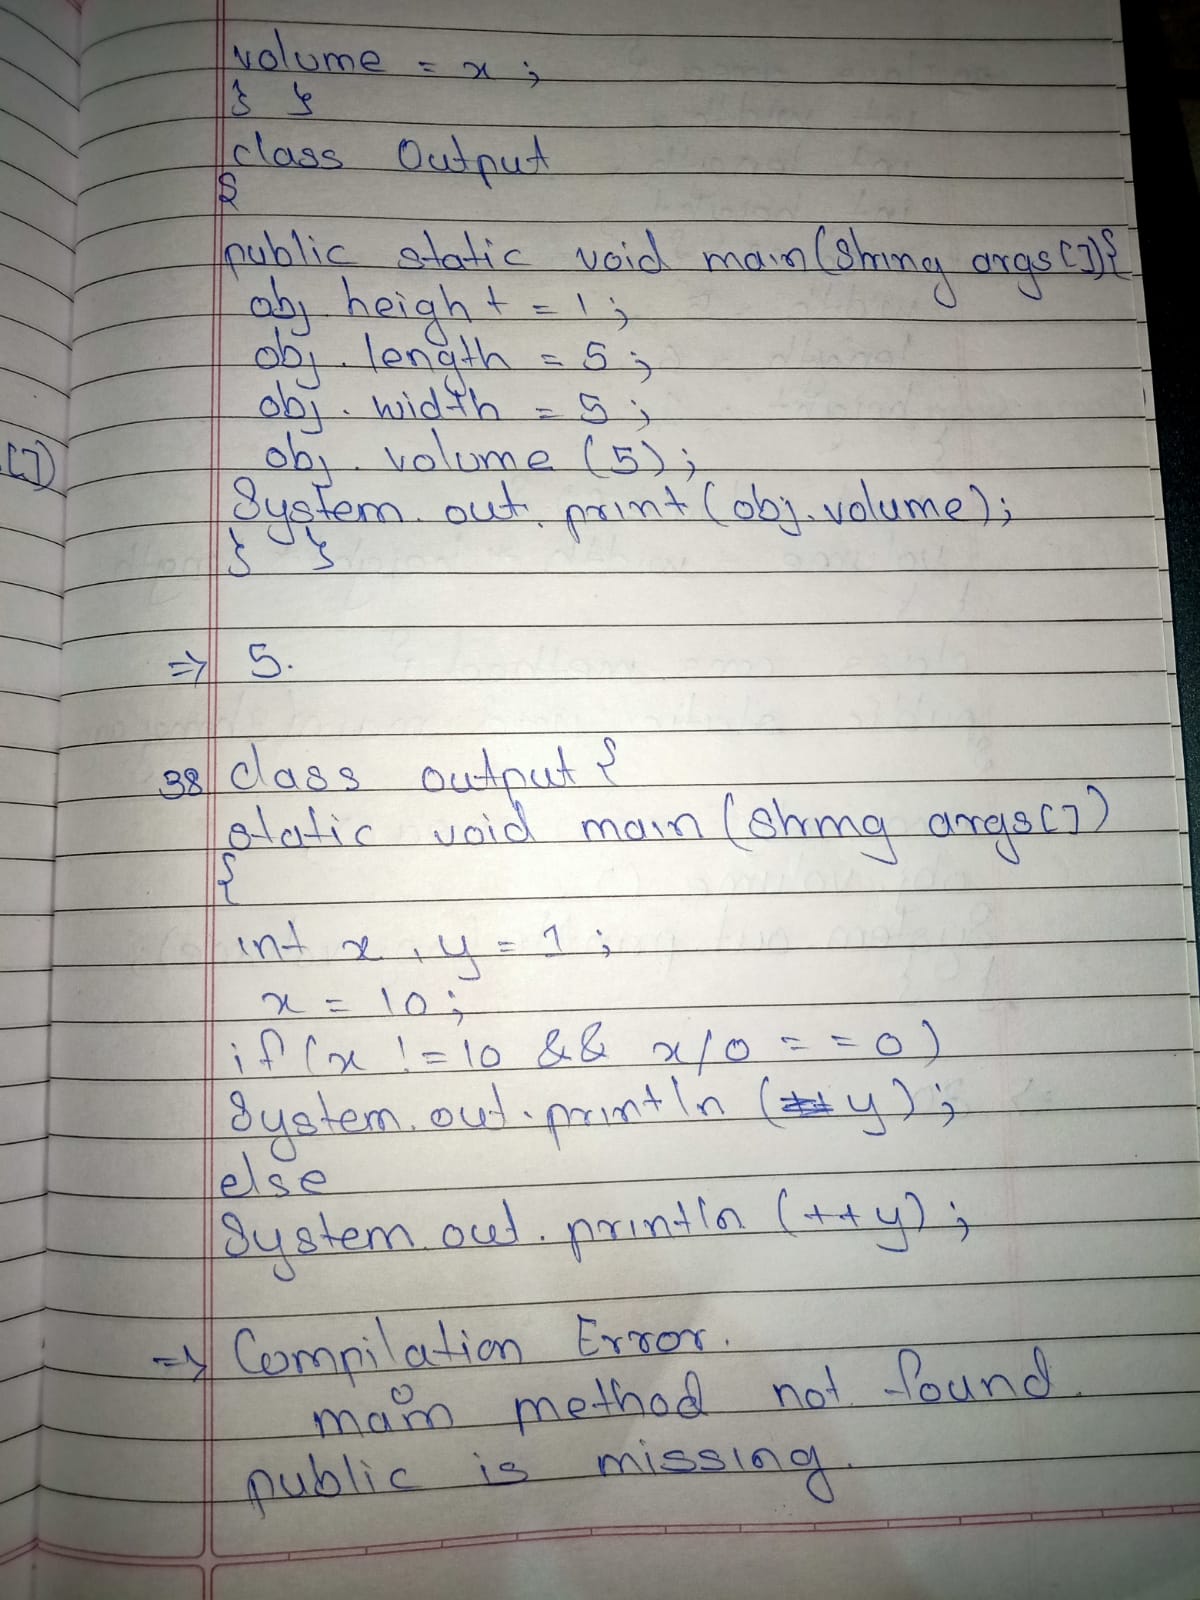 volume = x ;
} }
class Output
{
public static void main(String args[]){
obj. height = 1 ;
obj. length = 5 ;
obj. width = 5 ;
[])
obj. volume (5) ;
System. out. print (obj.volume) ;
} }
=> 5.
38 class output {
static void main (String args[])
{
int x , y = 1 ;
x = 10 ;
if (x != 10 && x/0 = = 0)
System. out. println (y) ;
else
System. out. println (++y) ;
=> Compilation Error.
main method not found.
public is missing.